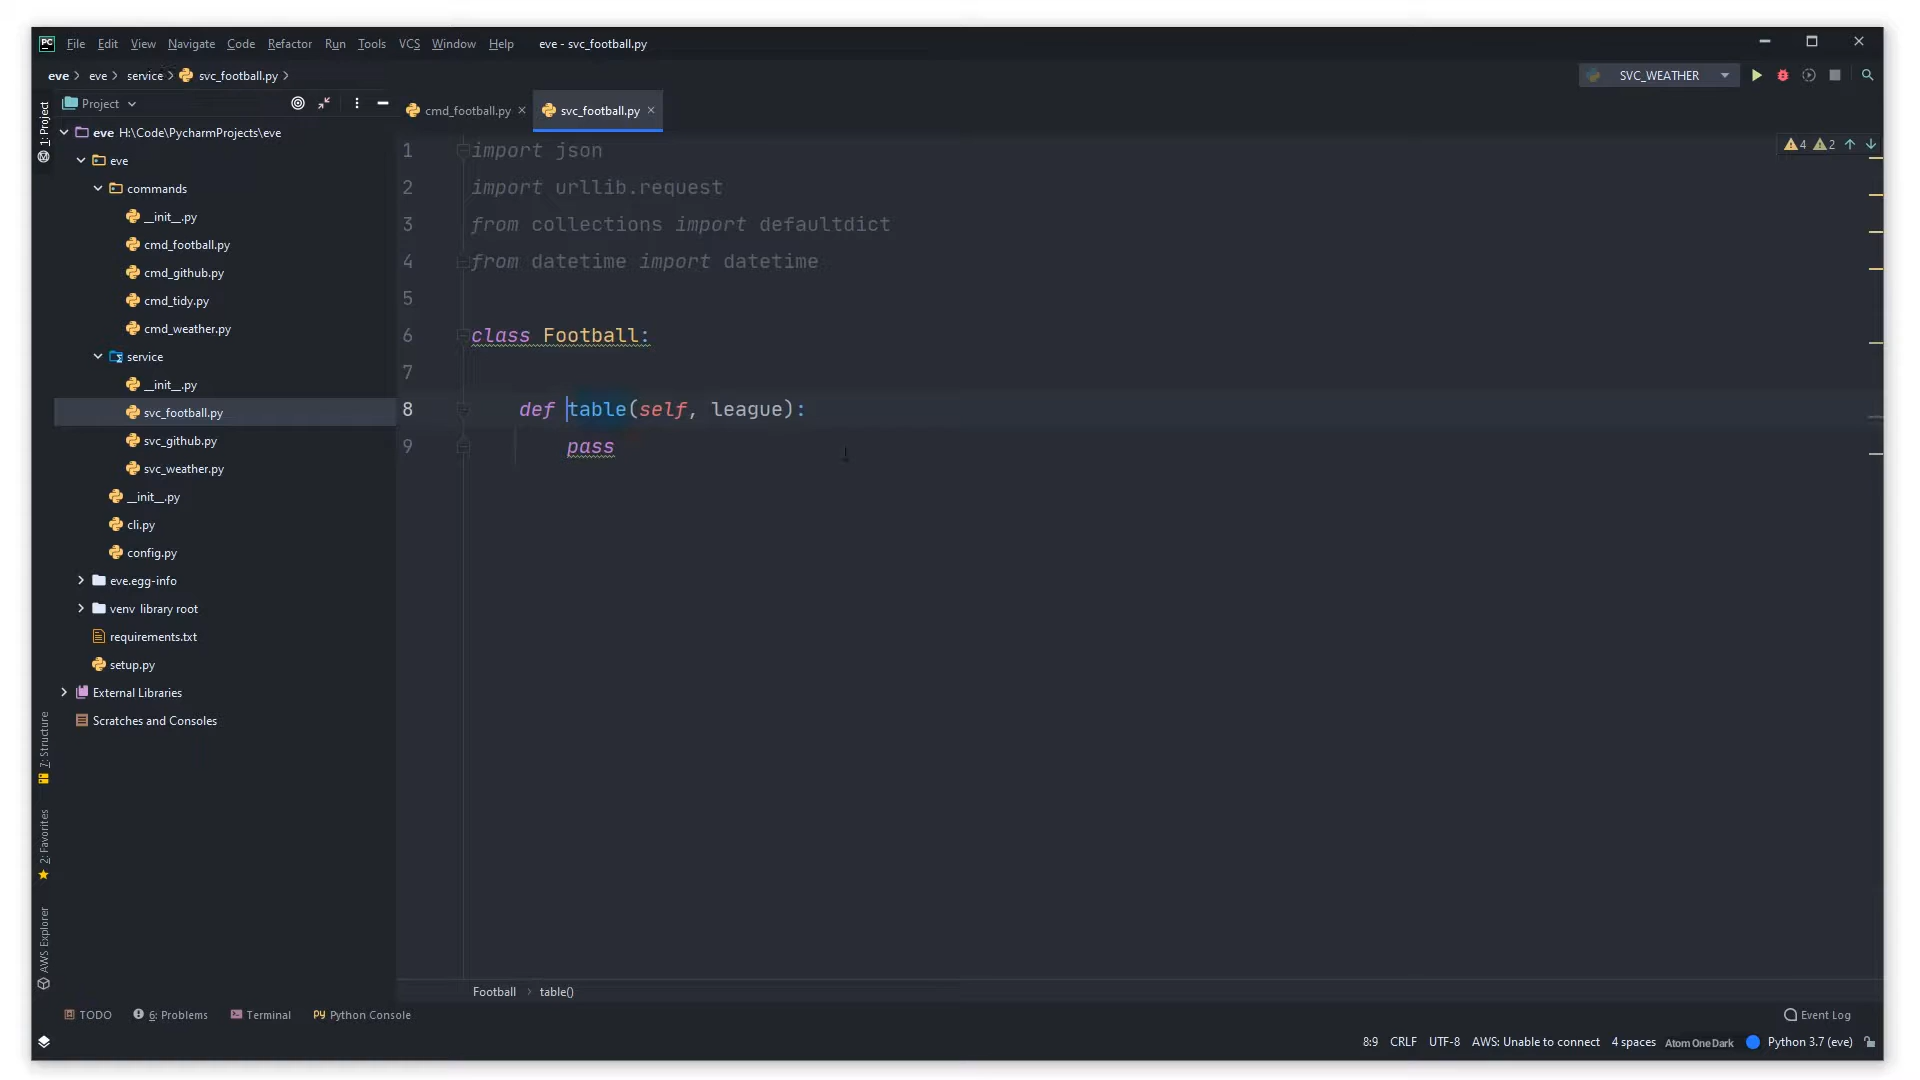 PC File Edit View Navigate Code Refactor Run Tools VCS Window Help eve - svc_football.py
eve eve service svc_football.py
SVC_WEATHER
Project
cmd_football.py svc_football.py
1: Project
eve H:\Code\PycharmProjects\eve
eve
commands
__init__.py
cmd_football.py
cmd_github.py
cmd_tidy.py
cmd_weather.py
service
__init__.py
svc_football.py
svc_github.py
svc_weather.py
__init__.py
cli.py
config.py
eve.egg-info
venv library root
requirements.txt
setup.py
External Libraries
Scratches and Consoles
7: Structure
2: Favorites
AWS Explorer
4 2
1 import json
2 import urllib.request
3 from collections import defaultdict
4 from datetime import datetime
5
6 class Football:
7
8 def table(self, league):
9 pass
Football table()
TODO 6: Problems Terminal Python Console Event Log
8:9 CRLF UTF-8 AWS: Unable to connect 4 spaces Atom One Dark Python 3.7 (eve)